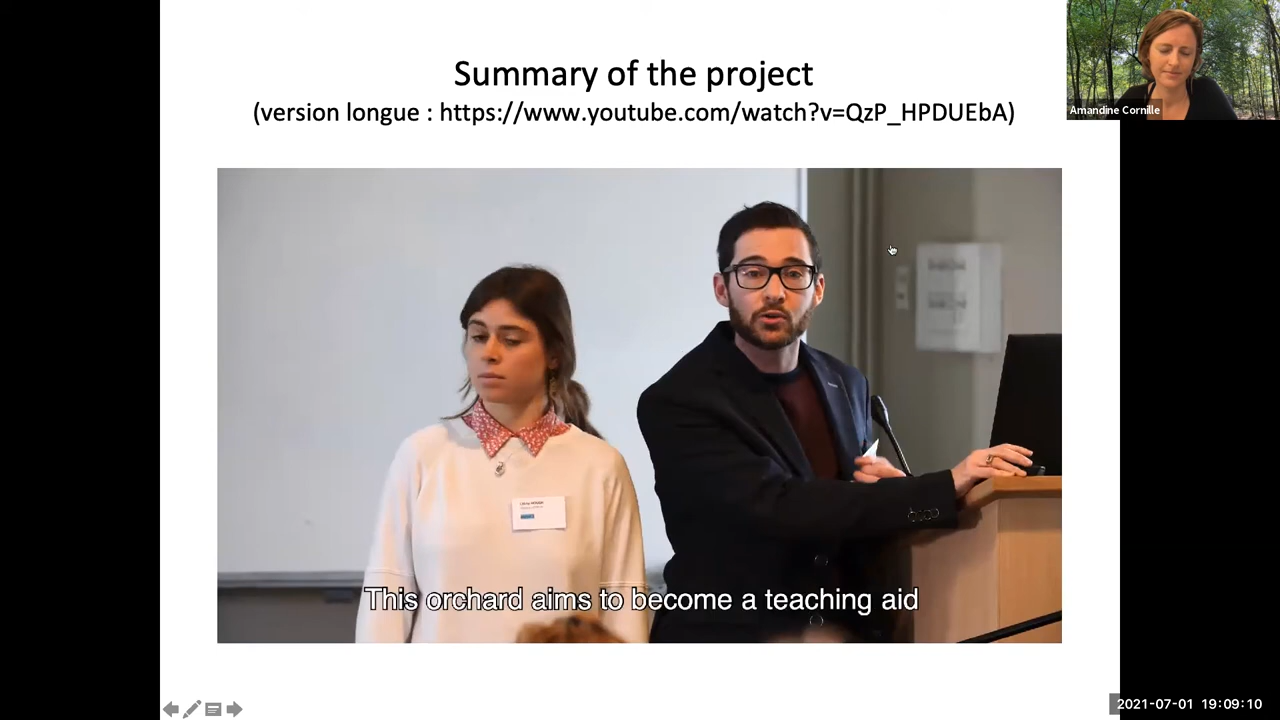 Summary of the project
(version longue : https://www.youtube.com/watch?v=QzP_HPDUEbA)
Amandine Cornille
This orchard aims to become a teaching aid
2021-07-01 19:09:10